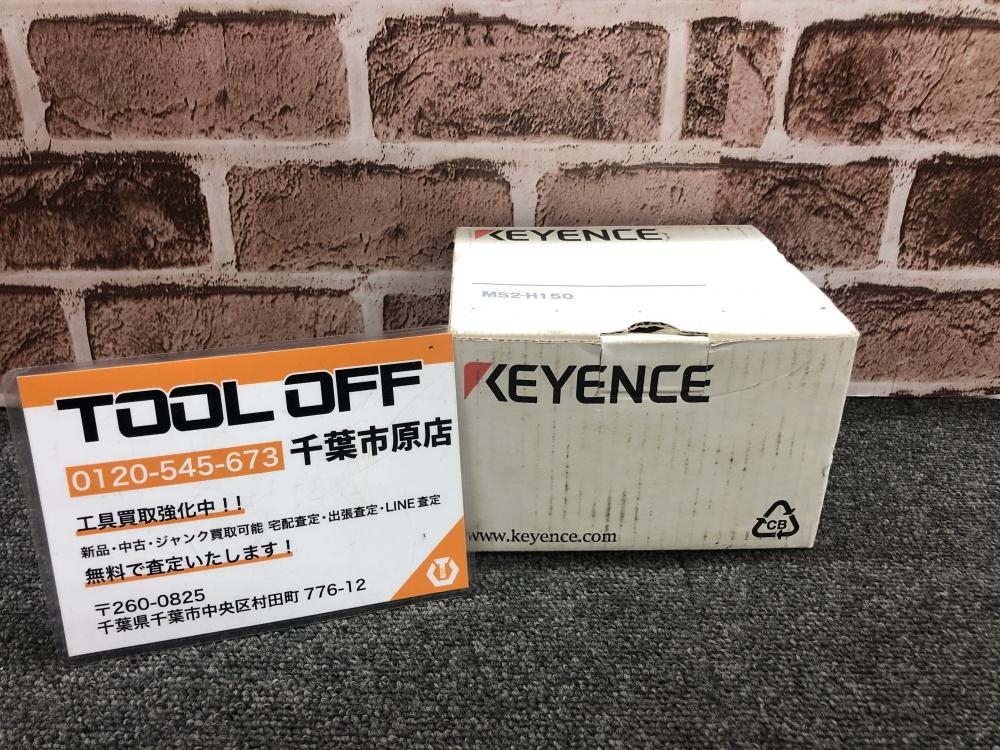 KEYENCE
MS2-H150
KEYENCE
www.keyence.com
CB
TOOL OFF
0120-545-673 千葉市原店
工具買取強化中！！
新品・中古・ジャンク買取可能 宅配査定・出張査定・LINE査定
無料で査定いたします！
〒260-0825
千葉県千葉市中央区村田町 776-12